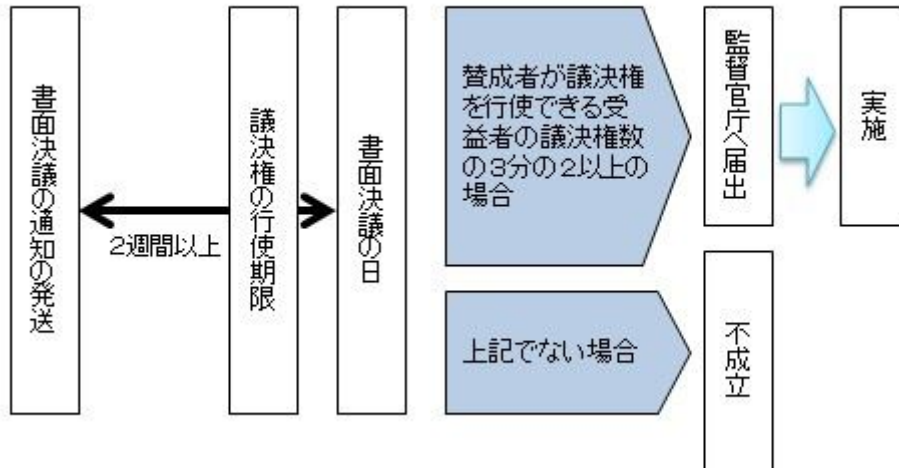 書面決議の通知の発送
2週間以上
議決権の行使期限
書面決議の日
賛成者が議決権
を行使できる受
益者の議決権数
の3分の2以上の
場合
監督官庁へ届出
実施
上記でない場合
不成立